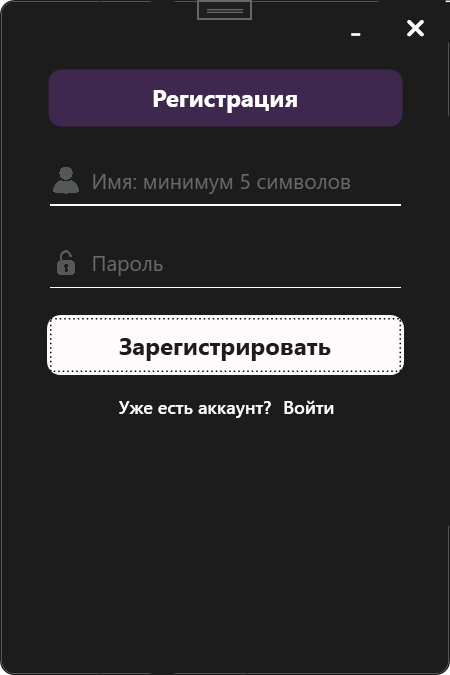 Регистрация
Имя: минимум 5 символов
Пароль
Зарегистрировать
Уже есть аккаунт? Войти